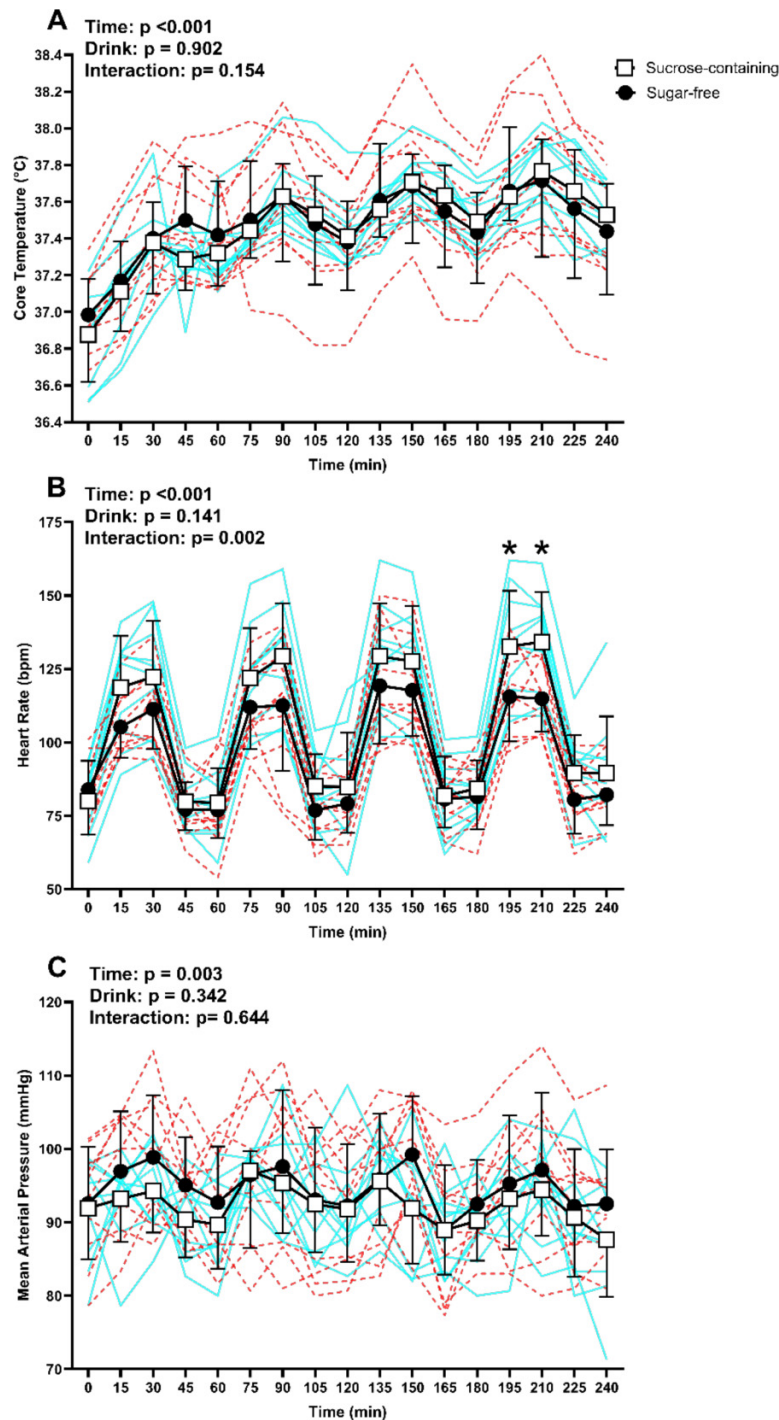 A
Time: p <0.001
Drink: p = 0.902
Interaction: p= 0.154
Sucrose-containing
Sugar-free
Core Temperature (°C)
38.4
38.2
38.0
37.8
37.6
37.4
37.2
37.0
36.8
36.6
36.4
0 15 30 45 60 75 90 105 120 135 150 165 180 195 210 225 240
Time (min)
B
Time: p <0.001
Drink: p = 0.141
Interaction: p= 0.002
Heart Rate (bpm)
175
150
125
100
75
50
* *
0 15 30 45 60 75 90 105 120 135 150 165 180 195 210 225 240
Time (min)
C
Time: p = 0.003
Drink: p = 0.342
Interaction: p= 0.644
Mean Arterial Pressure (mmHg)
120
110
100
90
80
70
0 15 30 45 60 75 90 105 120 135 150 165 180 195 210 225 240
Time (min)